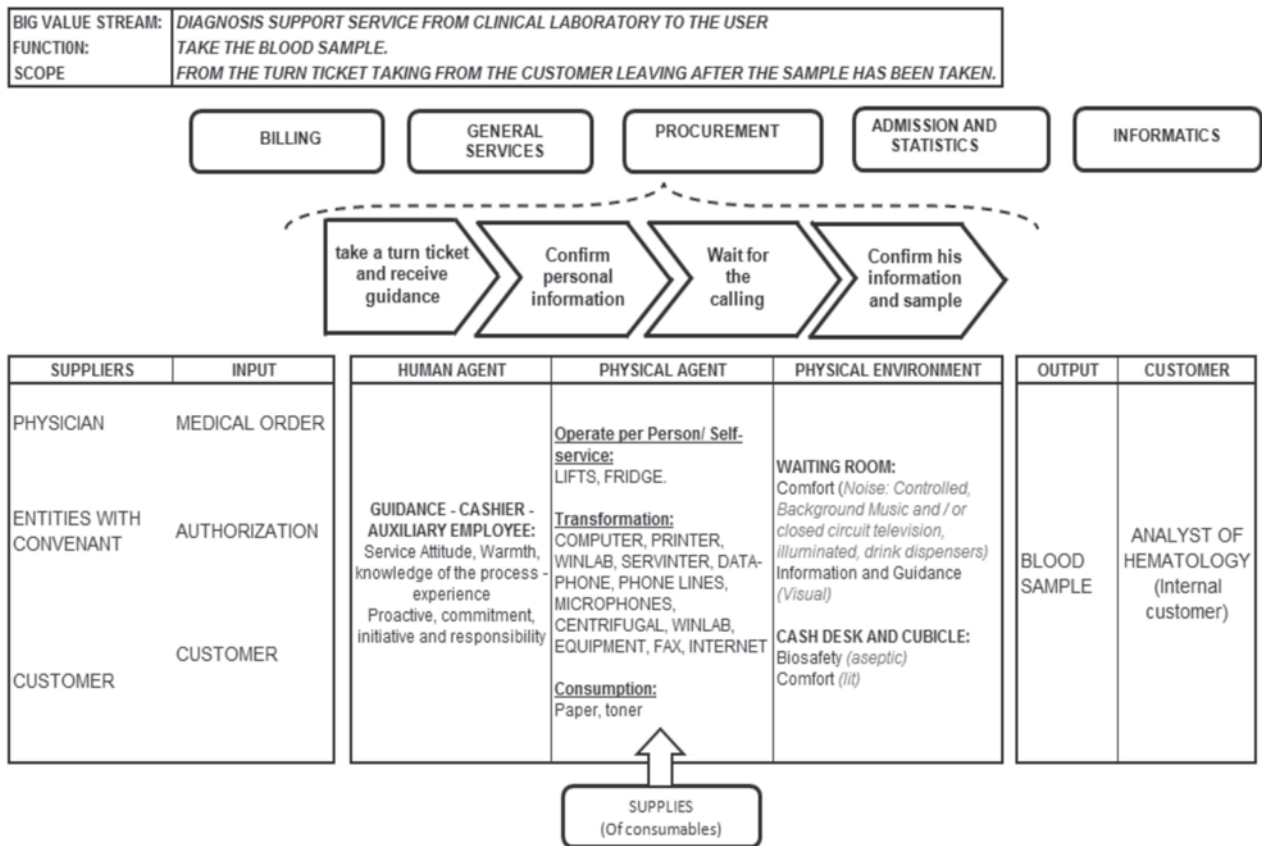 BIG VALUE STREAM: DIAGNOSIS SUPPORT SERVICE FROM CLINICAL LABORATORY TO THE USER
FUNCTION: TAKE THE BLOOD SAMPLE.
SCOPE FROM THE TURN TICKET TAKING FROM THE CUSTOMER LEAVING AFTER THE SAMPLE HAS BEEN TAKEN.
BILLING
GENERAL
SERVICES
PROCUREMENT
ADMISSION AND
STATISTICS
INFORMATICS
take a turn ticket
and receive
guidance
Confirm
personal
information
Wait for
the
calling
Confirm his
information
and sample
SUPPLIERS
PHYSICIAN
ENTITIES WITH
CONVENANT
CUSTOMER
INPUT
MEDICAL ORDER
AUTHORIZATION
CUSTOMER
HUMAN AGENT
GUIDANCE - CASHIER -
AUXILIARY EMPLOYEE:
Service Attitude, Warmth,
knowledge of the process -
experience
Proactive, commitment,
initiative and responsibility
PHYSICAL AGENT
Operate per Person/ Self-
service:
LIFTS, FRIDGE.
Transformation:
COMPUTER, PRINTER,
WINLAB, SERVINTER, DATA-
PHONE, PHONE LINES,
MICROPHONES,
CENTRIFUGAL, WINLAB,
EQUIPMENT, FAX, INTERNET
Consumption:
Paper, toner
PHYSICAL ENVIRONMENT
WAITING ROOM:
Comfort (Noise: Controlled,
Background Music and / or
closed circuit television,
illuminated, drink dispensers)
Information and Guidance
(Visual)
CASH DESK AND CUBICLE:
Biosafety (aseptic)
Comfort (lit)
OUTPUT
BLOOD
SAMPLE
CUSTOMER
ANALYST OF
HEMATOLOGY
(Internal
customer)
SUPPLIES
(Of consumables)